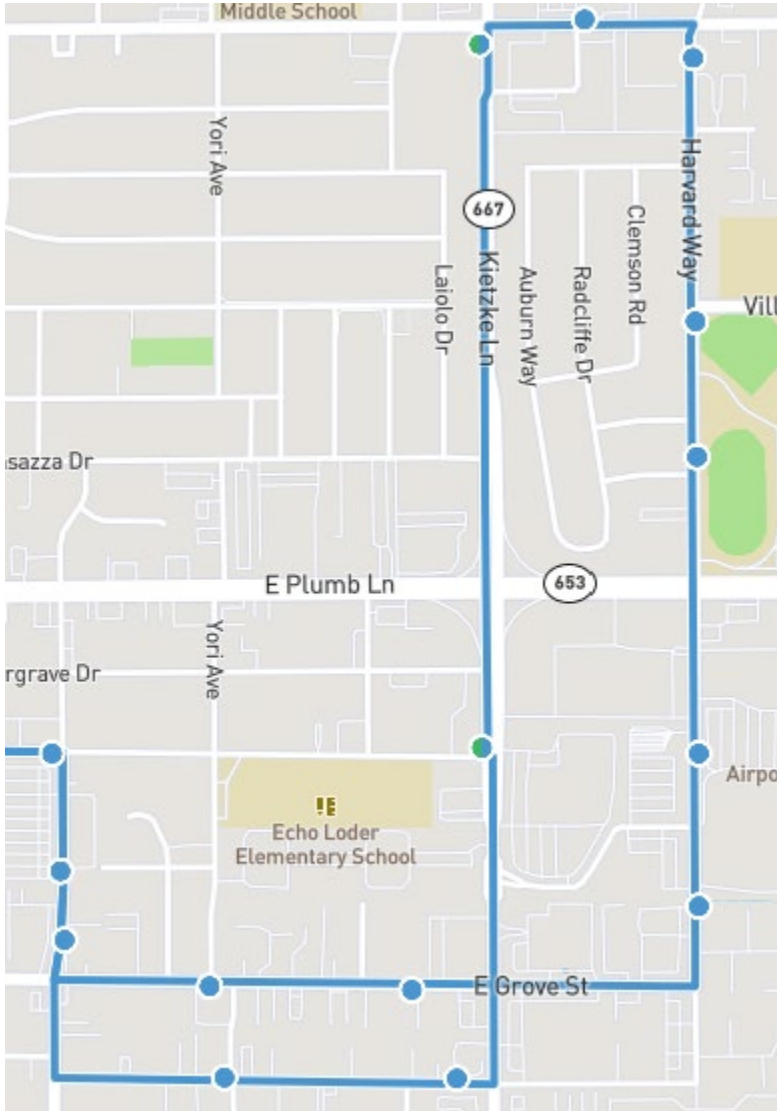 Middle School
Yori Ave
Harvard Way
667
Clemson Rd
Kietzke Ln
Laiolo Dr
Auburn Way
Radcliffe Dr
Vill
asazza Dr
E Plumb Ln
653
Yori Ave
rgrave Dr
Airpo
Echo Loder
Elementary School
E Grove St